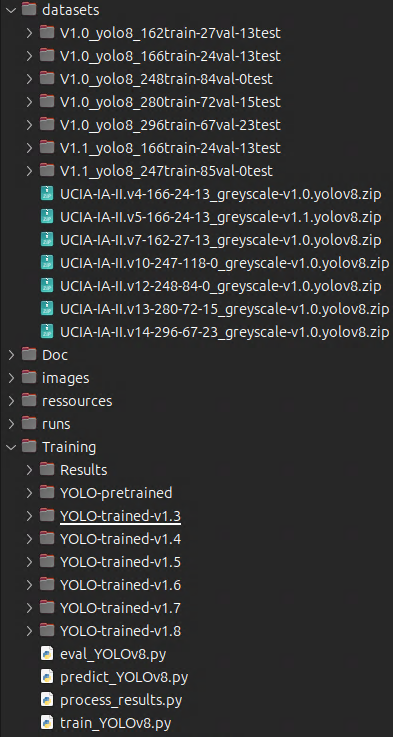 datasets
V1.0_yolo8_162train-27val-13test
V1.0_yolo8_166train-24val-13test
V1.0_yolo8_248train-84val-0test
V1.0_yolo8_280train-72val-15test
V1.0_yolo8_296train-67val-23test
V1.1_yolo8_166train-24val-13test
V1.1_yolo8_247train-85val-0test
UCIA-IA-II.v4-166-24-13_greyscale-v1.0.yolov8.zip
UCIA-IA-II.v5-166-24-13_greyscale-v1.1.yolov8.zip
UCIA-IA-II.v7-162-27-13_greyscale-v1.0.yolov8.zip
UCIA-IA-II.v10-247-118-0_greyscale-v1.0.yolov8.zip
UCIA-IA-II.v12-248-84-0_greyscale-v1.0.yolov8.zip
UCIA-IA-II.v13-280-72-15_greyscale-v1.0.yolov8.zip
UCIA-IA-II.v14-296-67-23_greyscale-v1.0.yolov8.zip
Doc
images
ressources
runs
Training
Results
YOLO-pretrained
YOLO-trained-v1.3
YOLO-trained-v1.4
YOLO-trained-v1.5
YOLO-trained-v1.6
YOLO-trained-v1.7
YOLO-trained-v1.8
eval_YOLOv8.py
predict_YOLOv8.py
process_results.py
train_YOLOv8.py